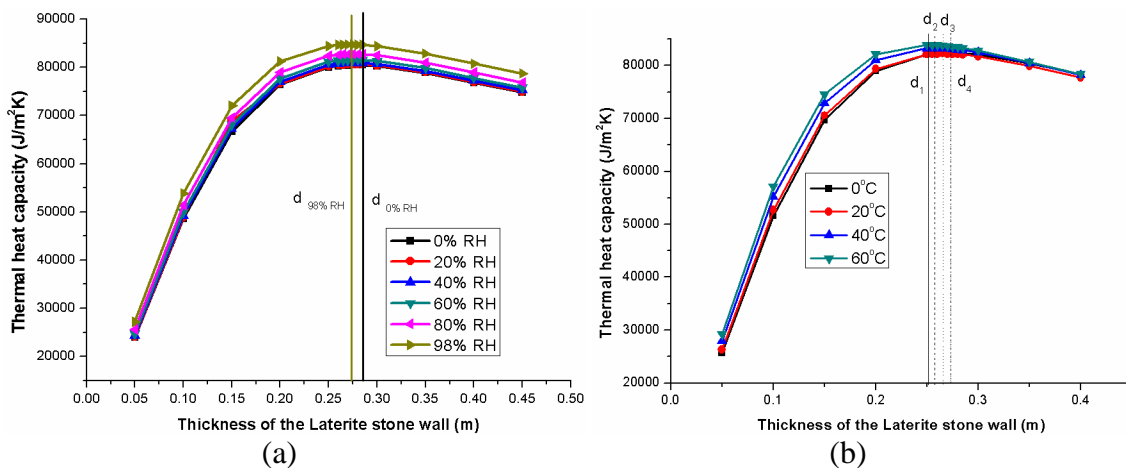 90000
80000
70000
60000
50000
40000
30000
20000
Thermal heat capacity (J/m²K)
d 98% RH
d 0% RH
0% RH
20% RH
40% RH
60% RH
80% RH
98% RH
0.00 0.05 0.10 0.15 0.20 0.25 0.30 0.35 0.40 0.45 0.50
Thickness of the Laterite stone wall (m)
(a)
d2 d3
80000
70000
60000
50000
40000
30000
20000
Thermal heat capacity (J/m²K)
d1 d4
0°C
20°C
40°C
60°C
0.0 0.1 0.2 0.3 0.4
Thickness of the Laterite stone wall (m)
(b)